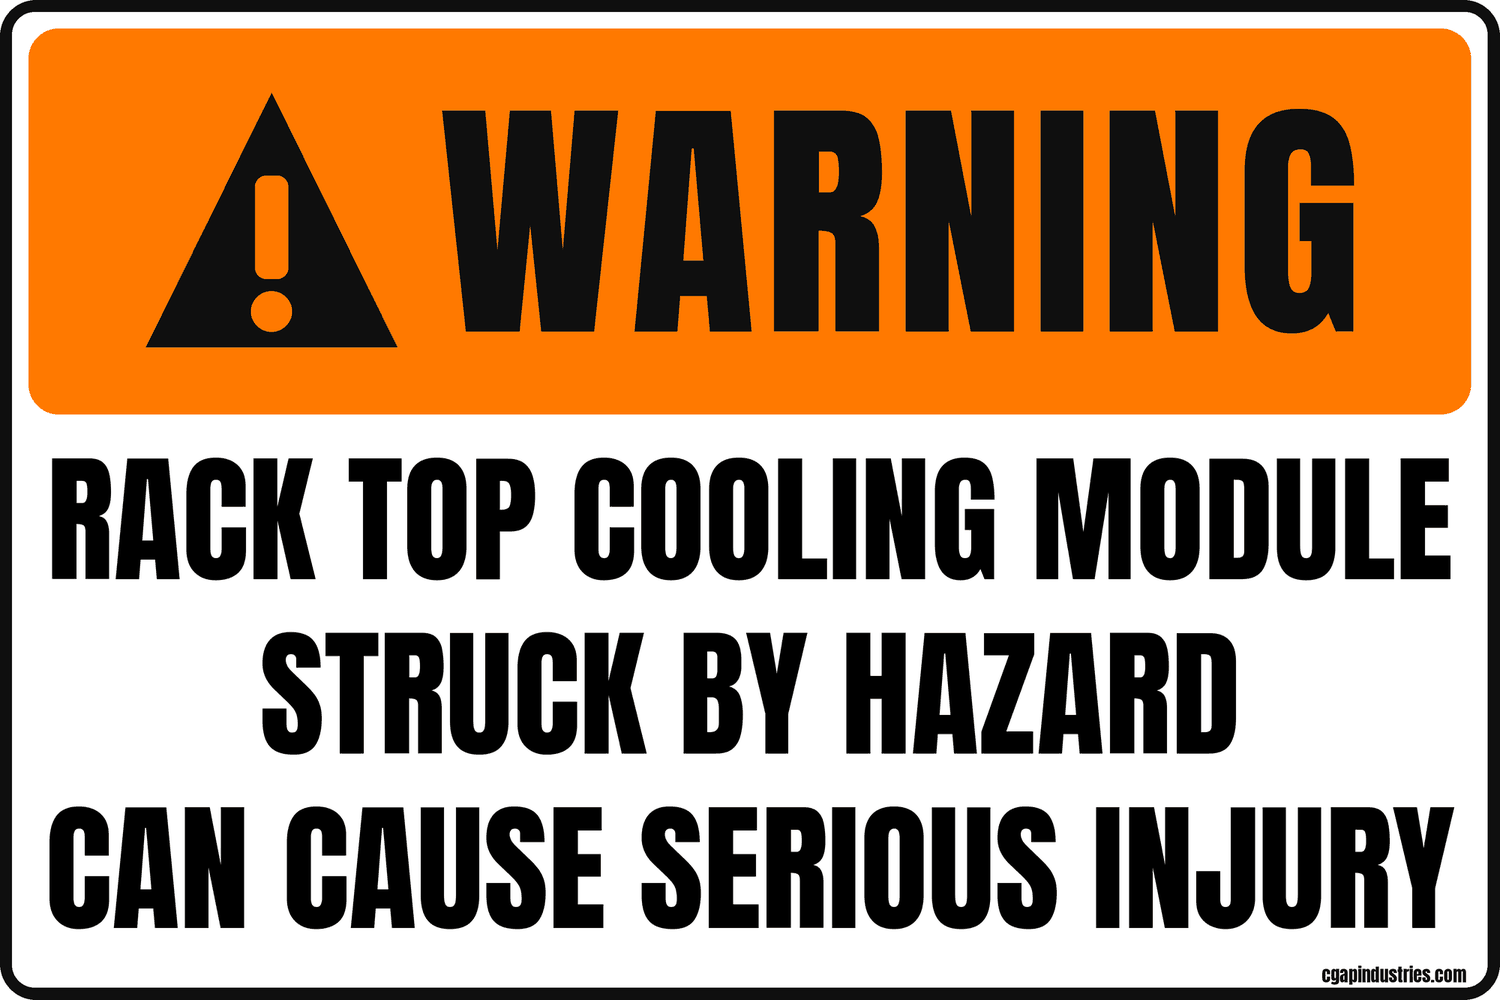 WARNING
RACK TOP COOLING MODULE
STRUCK BY HAZARD
CAN CAUSE SERIOUS INJURY
cgapindustries.com